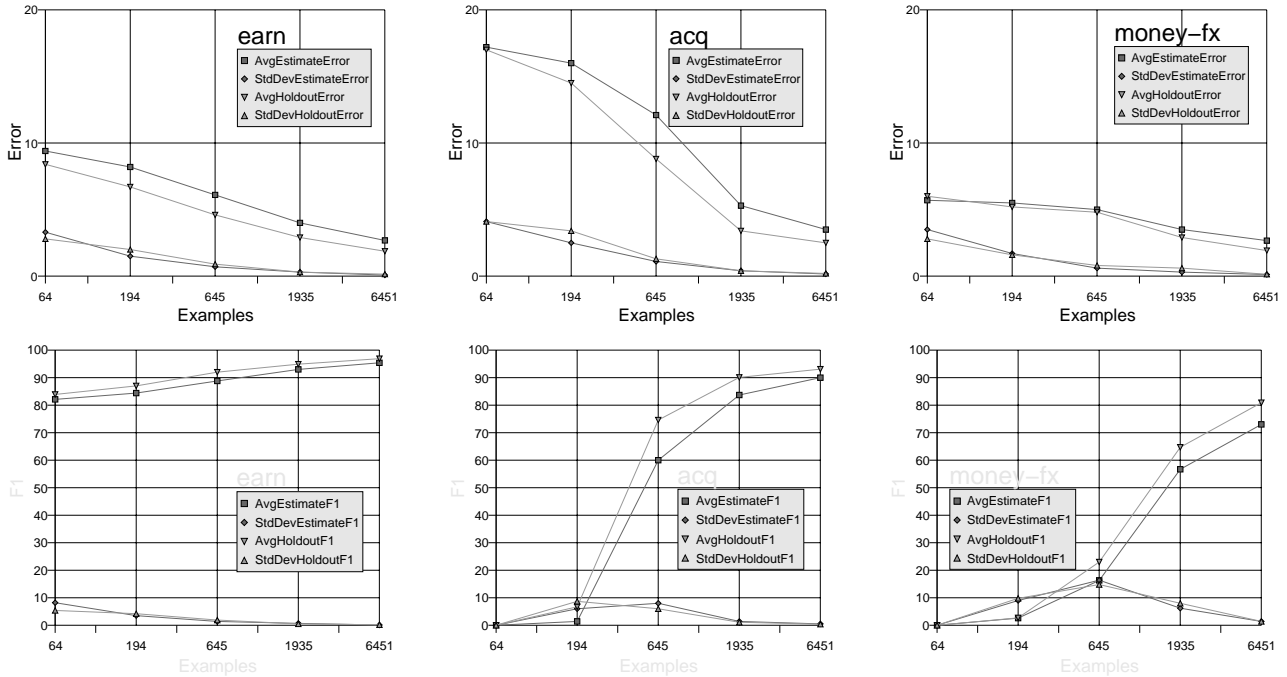 20
earn
AvgEstimateError
StdDevEstimateError
AvgHoldoutError
StdDevHoldoutError
10
Error
0
64 194 645 1935 6451
Examples
20
acq
AvgEstimateError
StdDevEstimateError
AvgHoldoutError
StdDevHoldoutError
10
Error
0
64 194 645 1935 6451
Examples
20
money-fx
AvgEstimateError
StdDevEstimateError
AvgHoldoutError
StdDevHoldoutError
10
Error
0
64 194 645 1935 6451
Examples
100
90
80
70
60
50
40
30
20
10
0
F1
earn
AvgEstimateF1
StdDevEstimateF1
AvgHoldoutF1
StdDevHoldoutF1
64 194 645 1935 6451
Examples
100
90
80
70
60
50
40
30
20
10
0
F1
acq
AvgEstimateF1
StdDevEstimateF1
AvgHoldoutF1
StdDevHoldoutF1
64 194 645 1935 6451
Examples
100
90
80
70
60
50
40
30
20
10
0
F1
money-fx
AvgEstimateF1
StdDevEstimateF1
AvgHoldoutF1
StdDevHoldoutF1
64 194 645 1935 6451
Examples